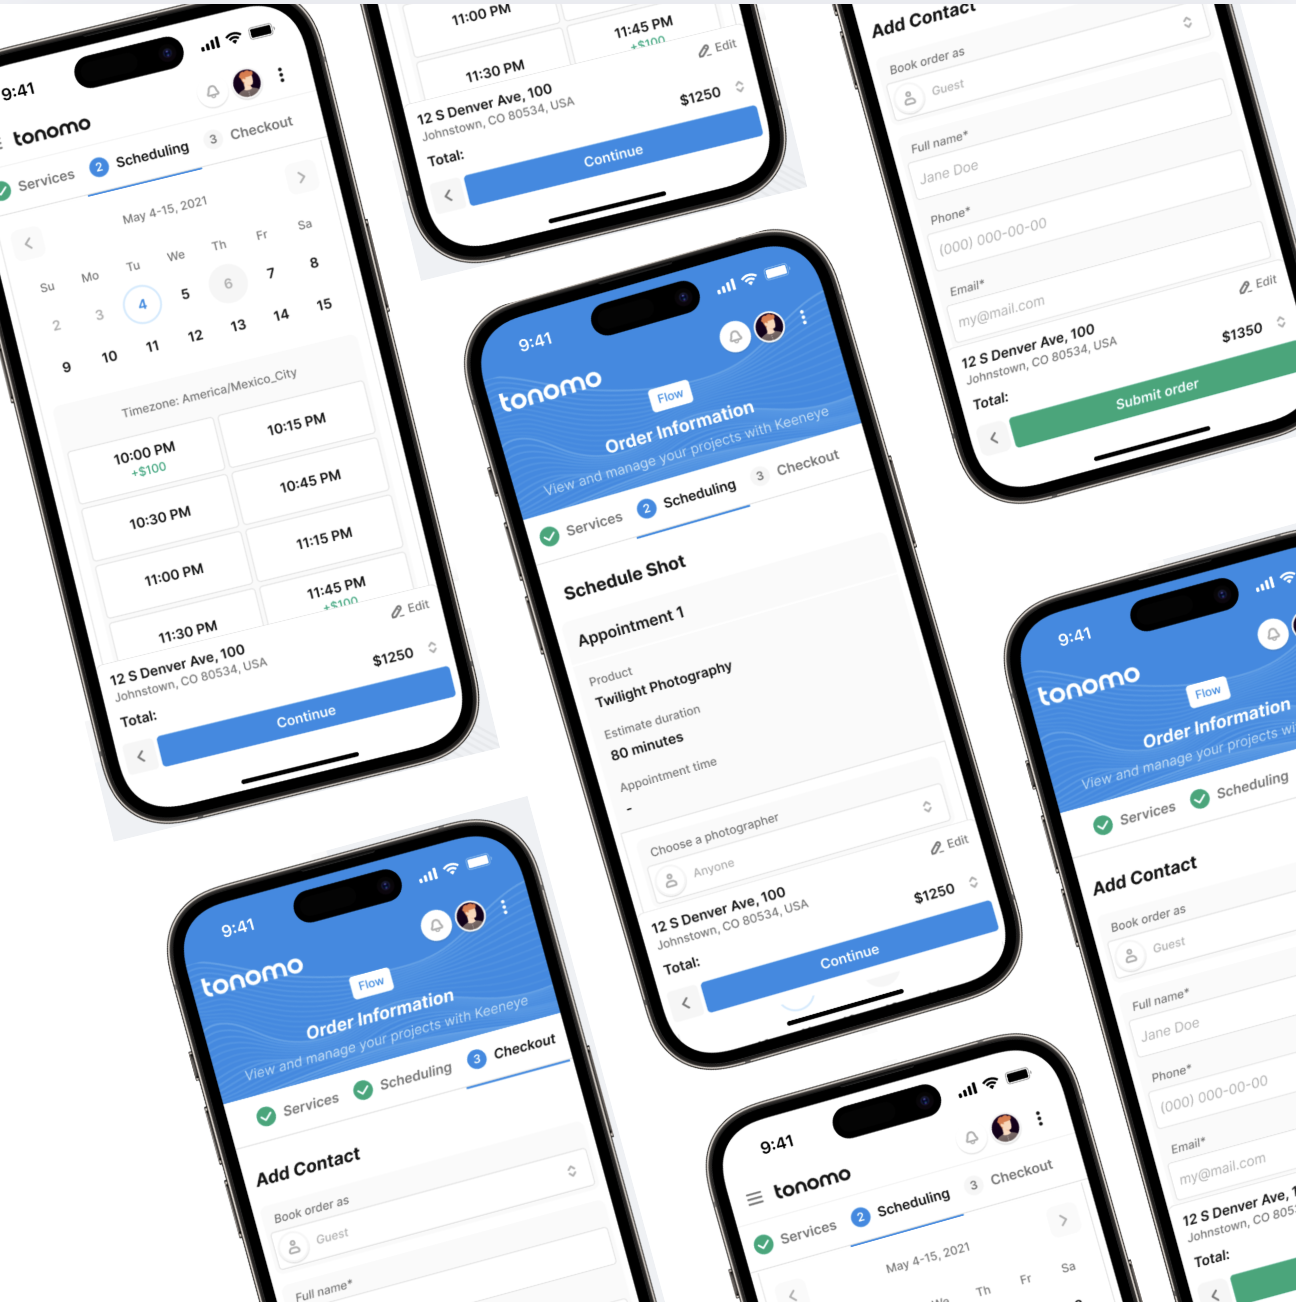 9:41
tonomo
Services
2 Scheduling
3 Checkout
May 4-15, 2021
Su Mo Tu We Th Fr Sa
2 3 4 5 6 7 8
9 10 11 12 13 14 15
Timezone: America/Mexico_City
10:00 PM
+$100
10:15 PM
10:30 PM
10:45 PM
11:00 PM
11:15 PM
11:30 PM
11:45 PM
+$100
Edit
12 S Denver Ave, 100
Johnstown, CO 80534, USA
$1250
Total:
Continue
11:00 PM
11:45 PM
+$100
11:30 PM
Edit
12 S Denver Ave, 100
Johnstown, CO 80534, USA
$1250
Total:
Continue
Add Contact
Book order as
Guest
Full name*
Jane Doe
Phone*
(000) 000-00-00
Email*
my@mail.com
Edit
12 S Denver Ave, 100
Johnstown, CO 80534, USA
$1350
Total:
Submit order
9:41
tonomo
Flow
Order Information
View and manage your projects with Keeneye
Services
2 Scheduling
3 Checkout
Schedule Shot
Appointment 1
Product
Twilight Photography
Estimate duration
80 minutes
Appointment time
-
Choose a photographer
Anyone
Edit
12 S Denver Ave, 100
Johnstown, CO 80534, USA
$1250
Total:
Continue
9:41
tonomo
Flow
Order Information
View and manage your projects wi
Services
Scheduling
Add Contact
Book order as
Guest
Full name*
Jane Doe
Phone*
(000) 000-00-00
Email*
my@mail.com
12 S Denver Ave, 1
Johnstown, CO 805
Total:
9:41
tonomo
Flow
Order Information
View and manage your projects with Keeneye
Services
Scheduling
3 Checkout
Add Contact
Book order as
Guest
Full name*
9:41
tonomo
Services
2 Scheduling
3 Checkout
May 4-15, 2021
We Th Fr Sa